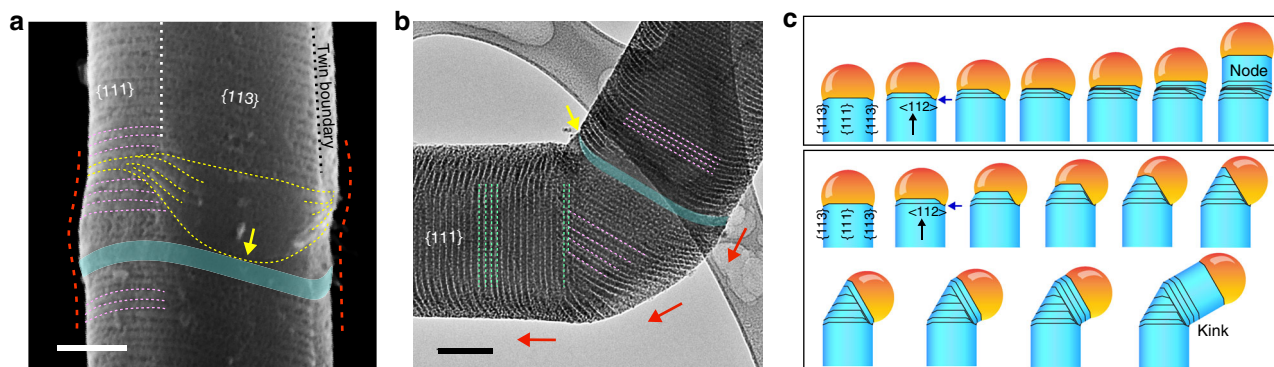 a
{111}
{113}
Twin boundary
b
{111}
c
Node
{113}
{111}
{113}
<112>
{113}
{111}
{113}
<112>
Kink